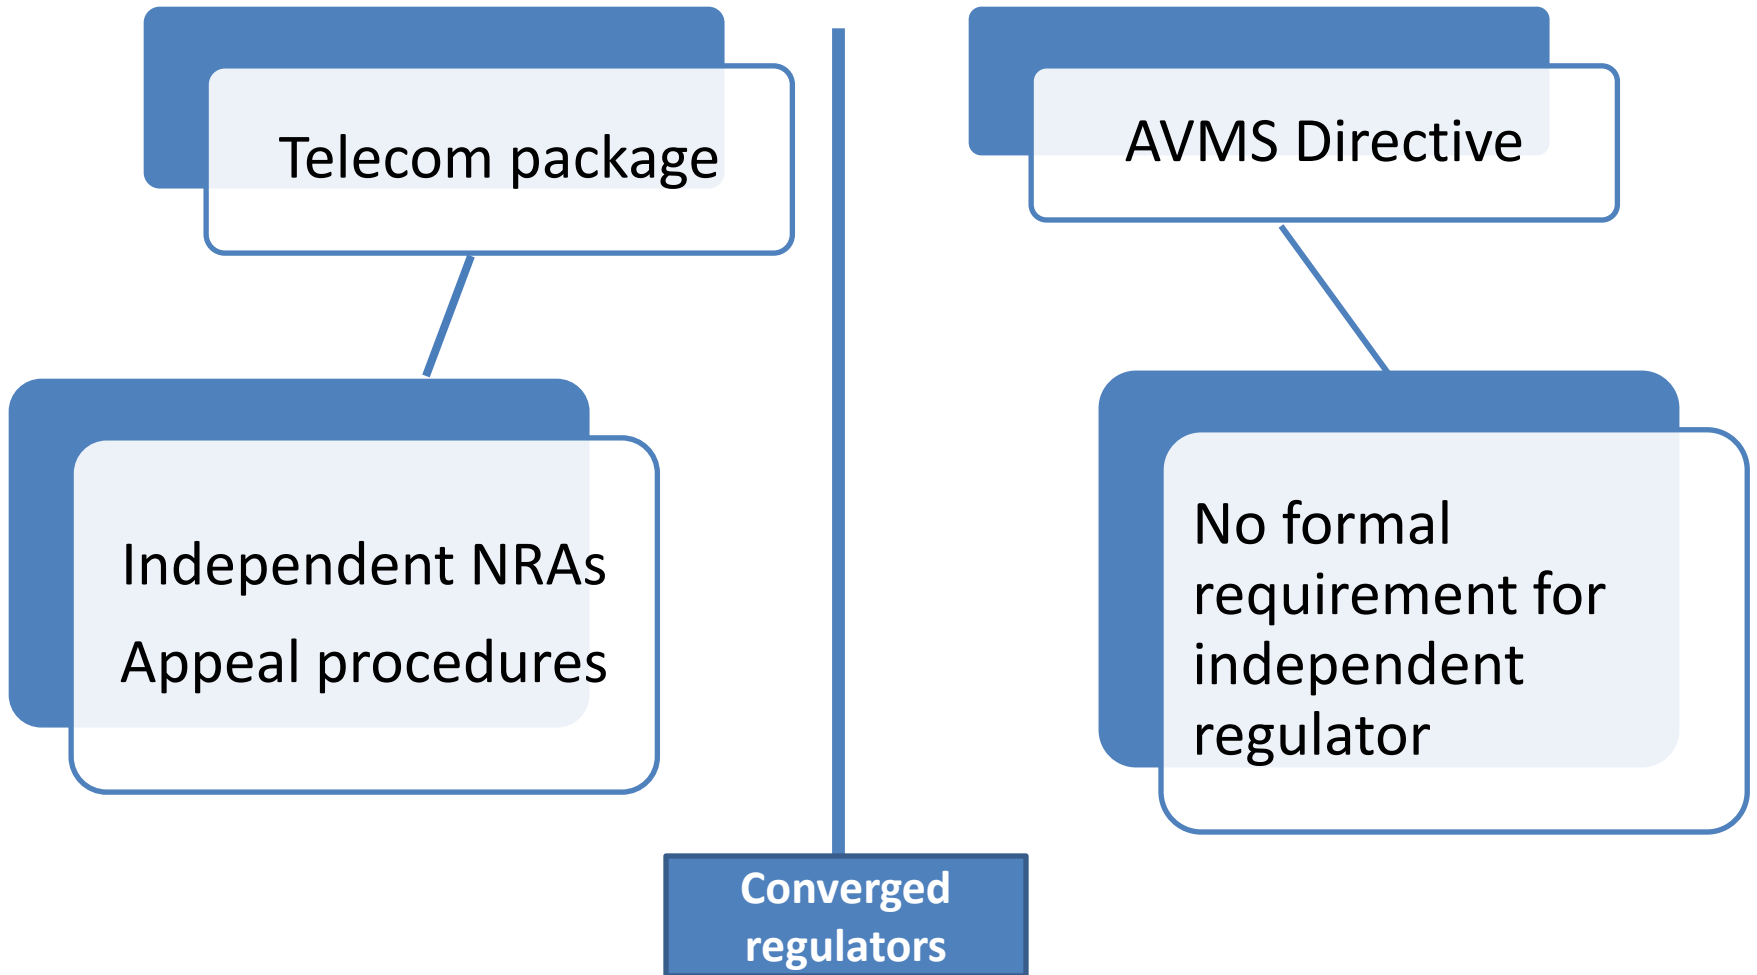 Telecom package
AVMS Directive
Independent NRAs
Appeal procedures
No formal
requirement for
independent
regulator
Converged
regulators